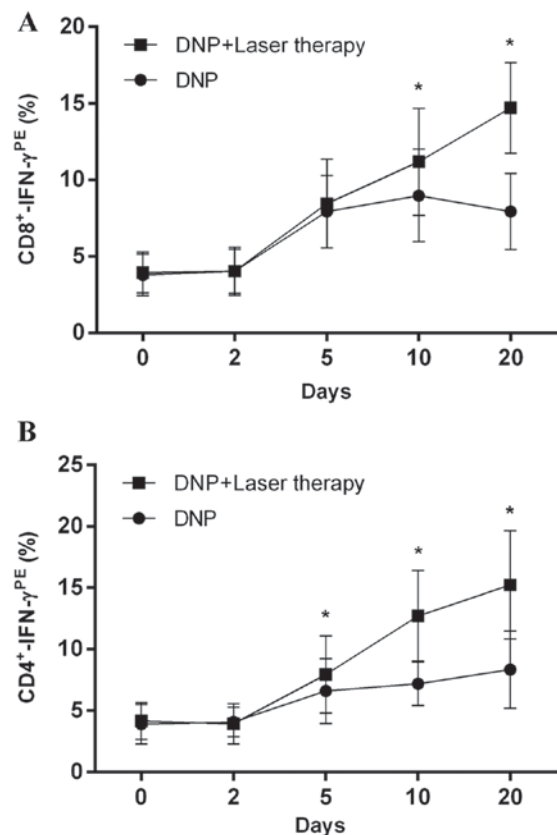 A
20
15
10
5
0
CD8⁺-IFN-γᴾᴱ (%)
DNP+Laser therapy
DNP
*
*
0 2 5 10 20
Days
B
25
20
15
10
5
0
CD4⁺-IFN-γᴾᴱ (%)
DNP+Laser therapy
DNP
*
*
*
0 2 5 10 20
Days